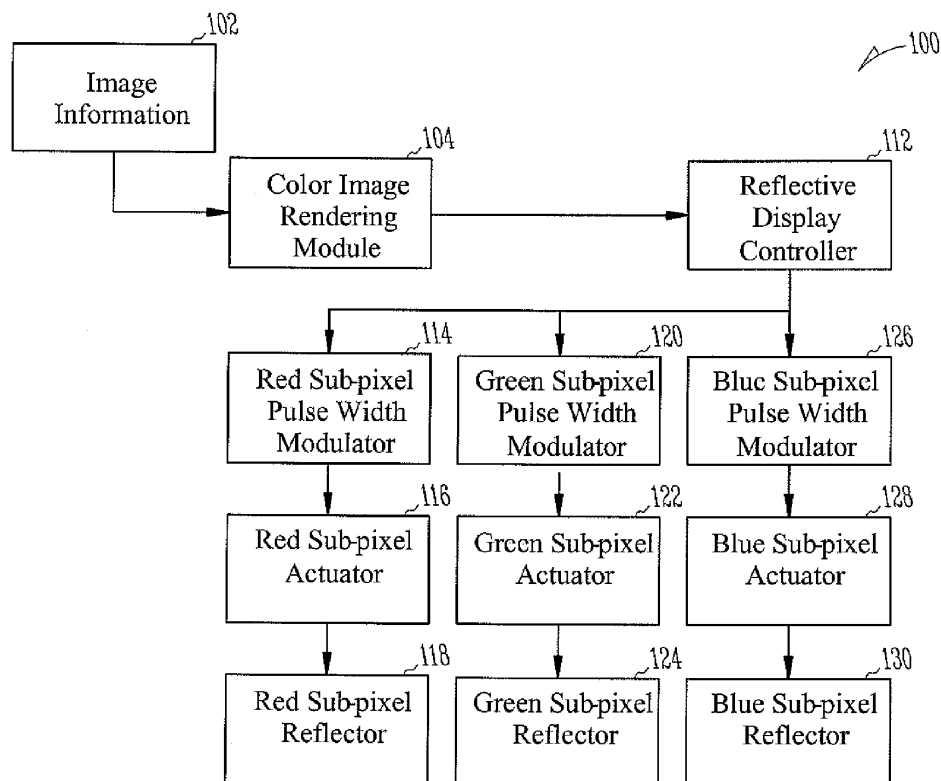 102
Image
Information
100
104
Color Image
Rendering
Module
112
Reflective
Display
Controller
114
Red Sub-pixel
Pulse Width
Modulator
120
Green Sub-pixel
Pulse Width
Modulator
126
Blue Sub-pixel
Pulse Width
Modulator
116
Red Sub-pixel
Actuator
122
Green Sub-pixel
Actuator
128
Blue Sub-pixel
Actuator
118
Red Sub-pixel
Reflector
124
Green Sub-pixel
Reflector
130
Blue Sub-pixel
Reflector